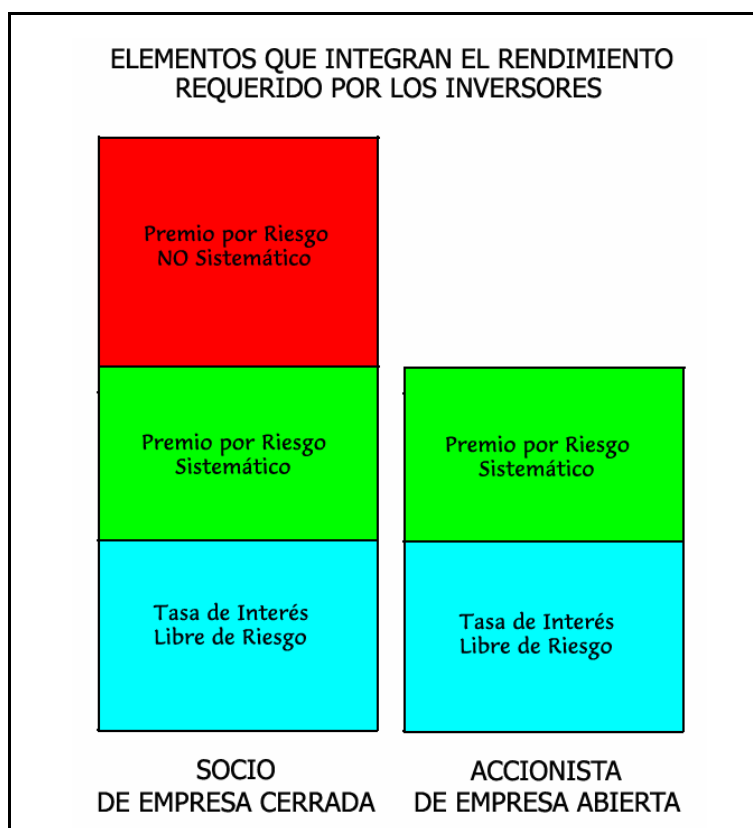 ELEMENTOS QUE INTEGRAN EL RENDIMIENTO
REQUERIDO POR LOS INVERSORES
Premio por Riesgo
NO Sistemático
Premio por Riesgo
Sistemático
Tasa de Interés
Libre de Riesgo
Premio por Riesgo
Sistemático
Tasa de Interés
Libre de Riesgo
SOCIO
DE EMPRESA CERRADA
ACCIONISTA
DE EMPRESA ABIERTA